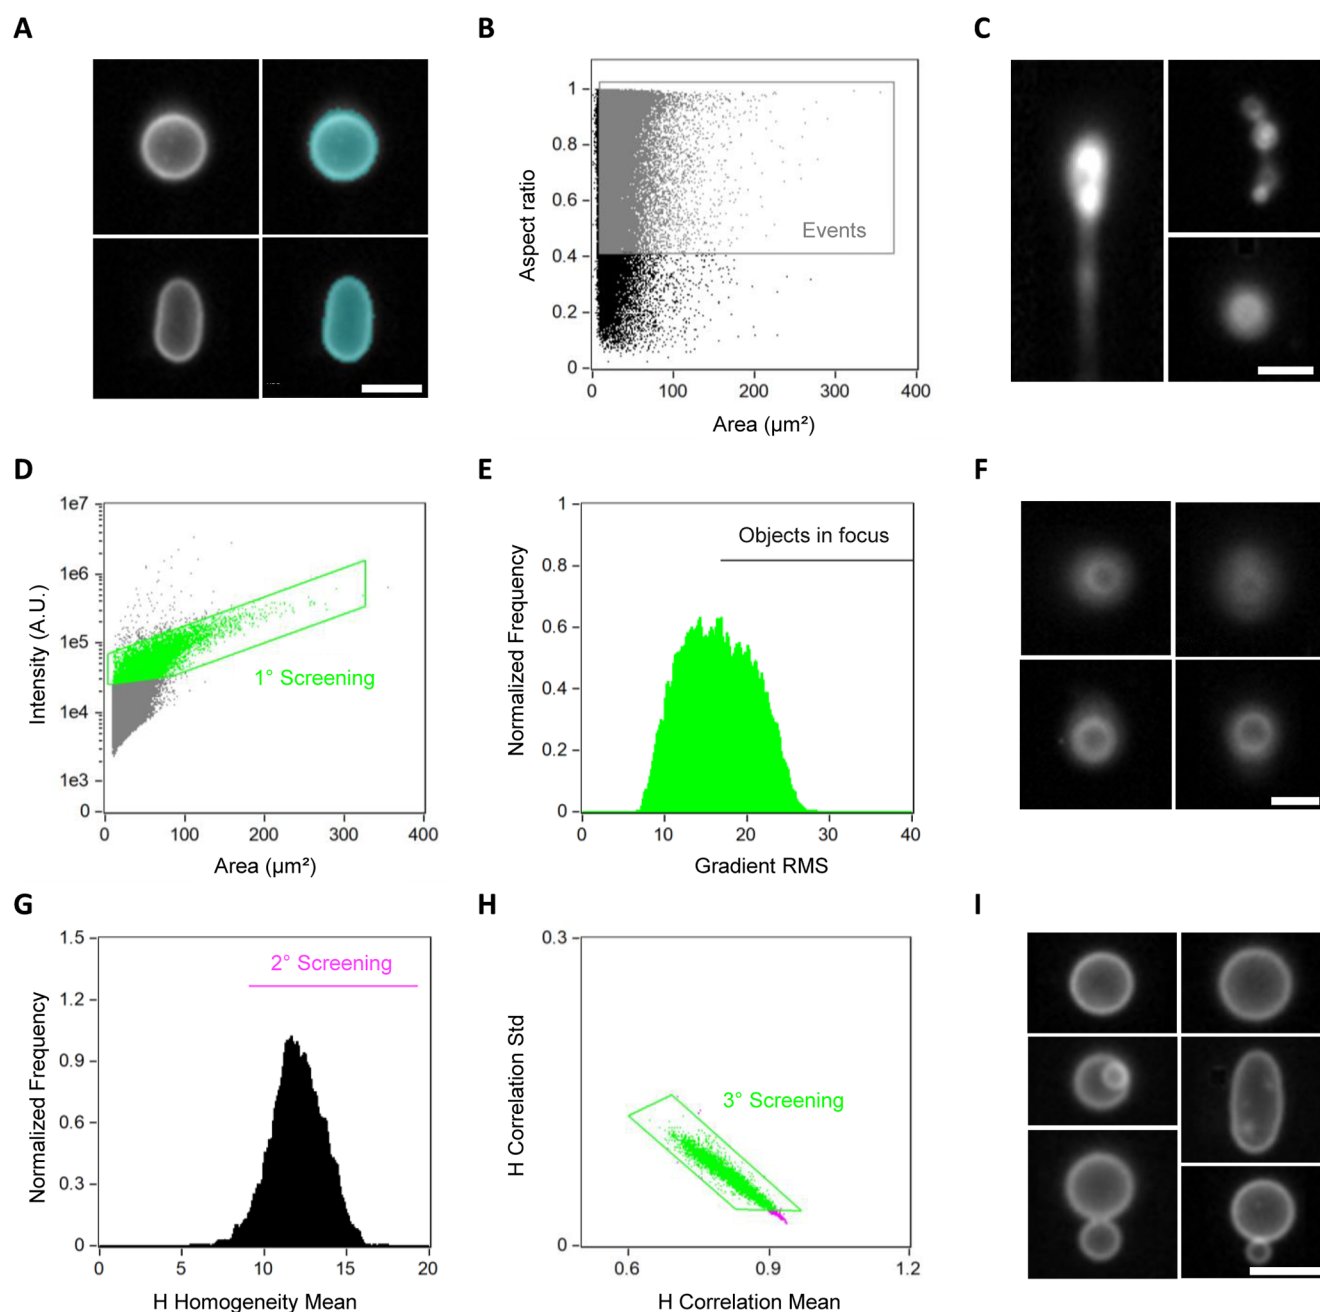 A
B
C
1
0.8
0.6
0.4
0.2
0
Aspect ratio
Events
0 100 200 300 400
Area (µm²)
D
E
F
1e7
1e6
1e5
1e4
1e3
0
Intensity (A.U.)
1° Screening
0 100 200 300 400
Area (µm²)
1
0.8
0.6
0.4
0.2
0
Normalized Frequency
Objects in focus
0 10 20 30 40
Gradient RMS
G
H
I
1.5
1.2
0.9
0.6
0.3
0
Normalized Frequency
2° Screening
0 5 10 15 20
H Homogeneity Mean
0.3
0
H Correlation Std
3° Screening
0.6 0.9 1.2
H Correlation Mean